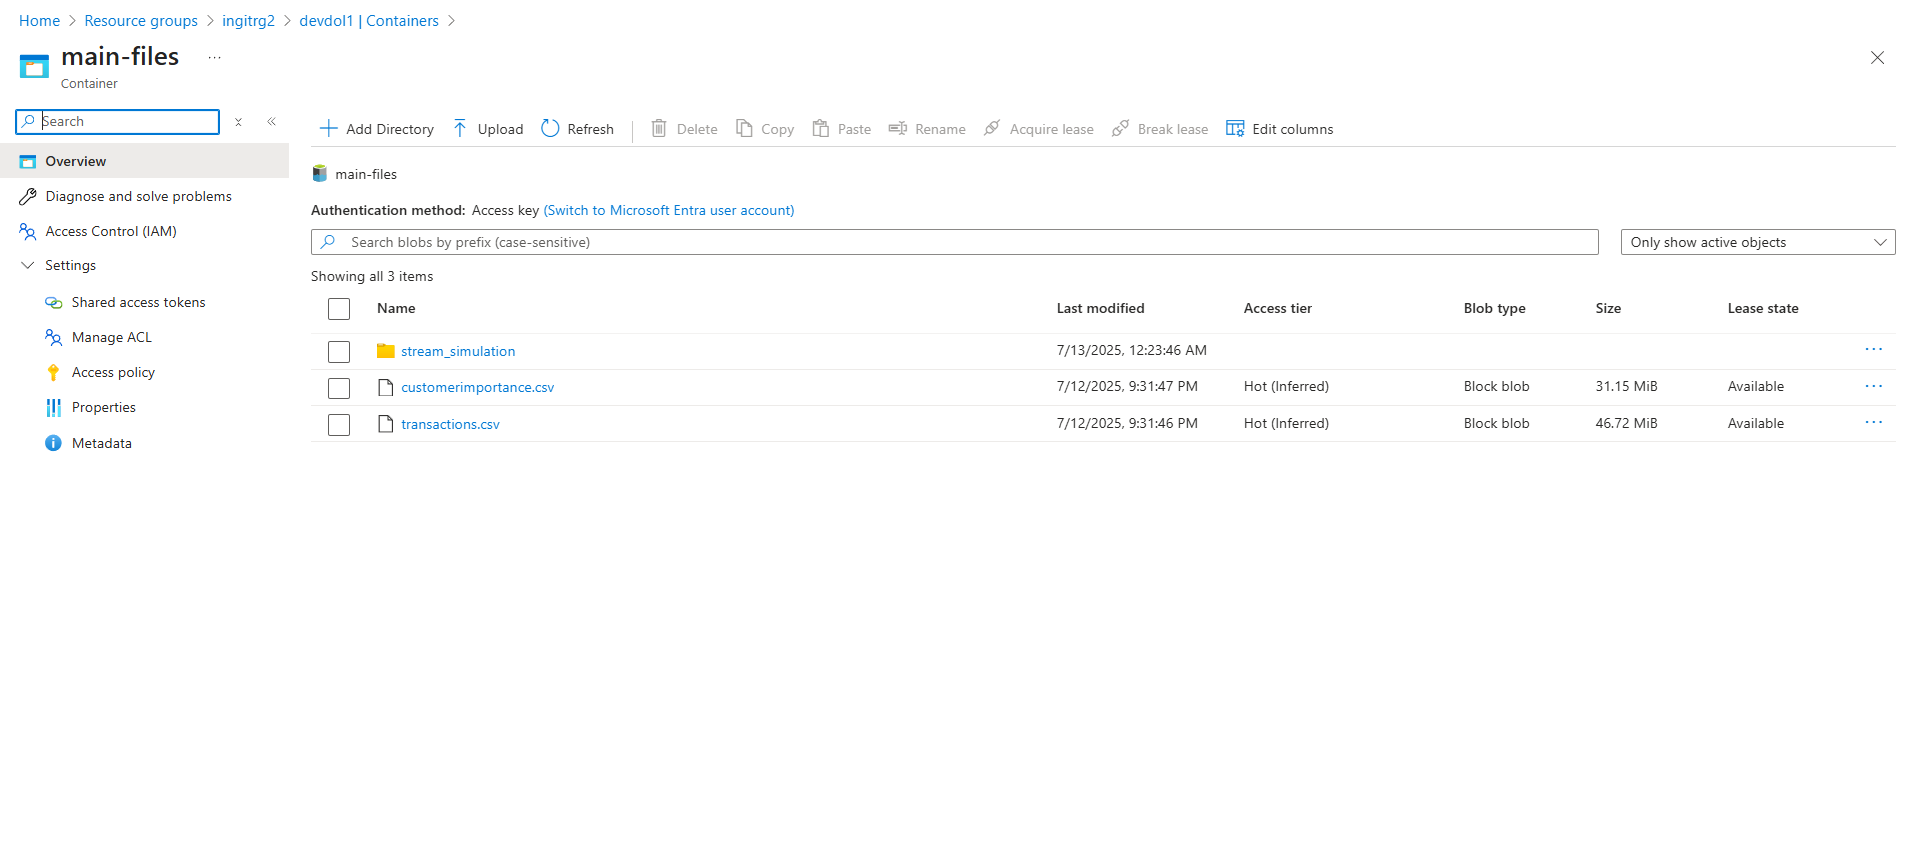 Home > Resource groups > ingitrg2 > devdol1 | Containers >
main-files ...
Container
Search
Overview
Diagnose and solve problems
Access Control (IAM)
Settings
Shared access tokens
Manage ACL
Access policy
Properties
Metadata
Add Directory Upload Refresh Delete Copy Paste Rename Acquire lease Break lease Edit columns
main-files
Authentication method: Access key (Switch to Microsoft Entra user account)
Search blobs by prefix (case-sensitive) Only show active objects
Showing all 3 items
Name Last modified Access tier Blob type Size Lease state
stream_simulation 7/13/2025, 12:23:46 AM ...
customerimportance.csv 7/12/2025, 9:31:47 PM Hot (Inferred) Block blob 31.15 MiB Available ...
transactions.csv 7/12/2025, 9:31:46 PM Hot (Inferred) Block blob 46.72 MiB Available ...